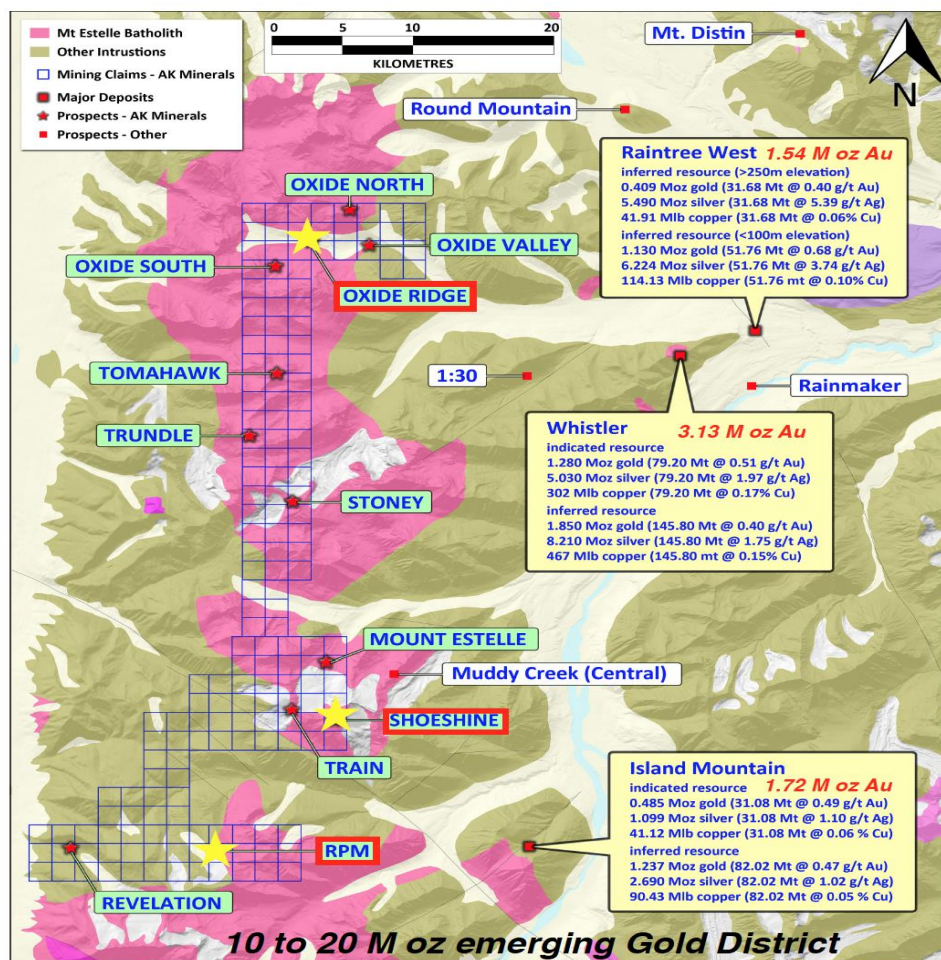 Mt Estelle Batholith
Other Intrustions
Mining Claims - AK Minerals
Major Deposits
Prospects - AK Minerals
Prospects - Other
0 5 10 20
KILOMETRES
N
Mt. Distin
Round Mountain
OXIDE NORTH
OXIDE VALLEY
OXIDE SOUTH
OXIDE RIDGE
Raintree West 1.54 M oz Au
inferred resource (>250m elevation)
0.409 Moz gold (31.68 Mt @ 0.40 g/t Au)
5.490 Moz silver (31.68 Mt @ 5.39 g/t Ag)
41.91 Mlb copper (31.68 Mt @ 0.06% Cu)
inferred resource (<100m elevation)
1.130 Moz gold (51.76 Mt @ 0.68 g/t Au)
6.224 Moz silver (51.76 Mt @ 3.74 g/t Ag)
114.13 Mlb copper (51.76 mt @ 0.10% Cu)
TOMAHAWK
1:30
Rainmaker
TRUNDLE
STONEY
Whistler
3.13 M oz Au
indicated resource
1.280 Moz gold (79.20 Mt @ 0.51 g/t Au)
5.030 Moz silver (79.20 Mt @ 1.97 g/t Ag)
302 Mlb copper (79.20 Mt @ 0.17% Cu)
inferred resource
1.850 Moz gold (145.80 Mt @ 0.40 g/t Au)
8.210 Moz silver (145.80 Mt @ 1.75 g/t Ag)
467 Mlb copper (145.80 mt @ 0.15% Cu)
MOUNT ESTELLE
Muddy Creek (Central)
SHOESHINE
TRAIN
Island Mountain
indicated resource 1.72 M oz Au
0.485 Moz gold (31.08 Mt @ 0.49 g/t Au)
1.099 Moz silver (31.08 Mt @ 1.10 g/t Ag)
41.12 Mlb copper (31.08 Mt @ 0.06 % Cu)
inferred resource
1.237 Moz gold (82.02 Mt @ 0.47 g/t Au)
2.690 Moz silver (82.02 Mt @ 1.02 g/t Ag)
90.43 Mlb copper (82.02 Mt @ 0.05 % Cu)
RPM
REVELATION
10 to 20 M oz emerging Gold District